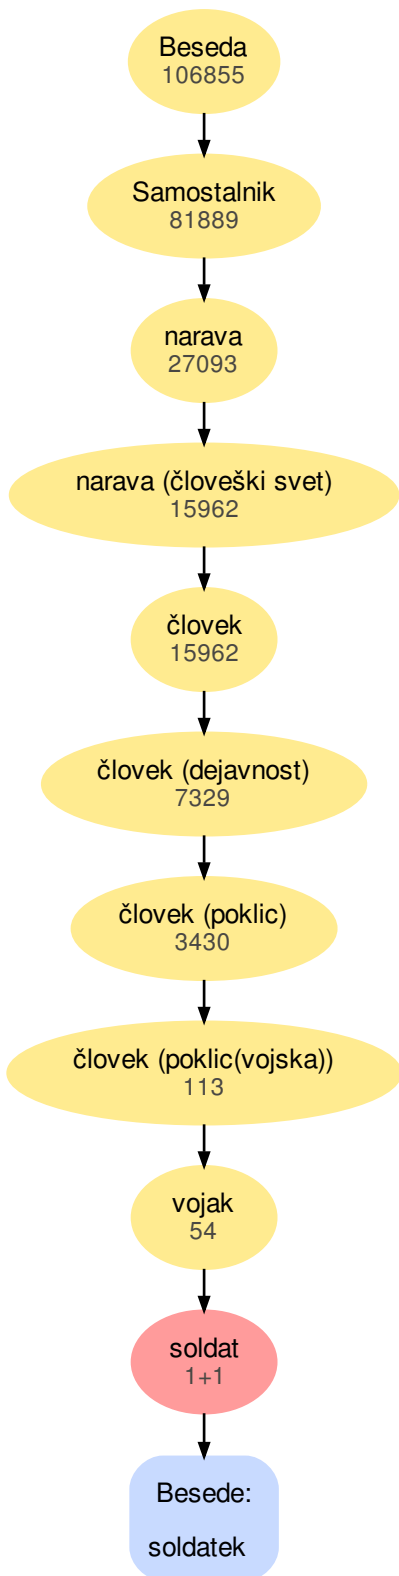 Beseda
106855
Samostalnik
81889
narava
27093
narava (človeški svet)
15962
človek
15962
človek (dejavnost)
7329
človek (poklic)
3430
človek (poklic(vojska))
113
vojak
54
soldat
1+1
Besede:
soldatek